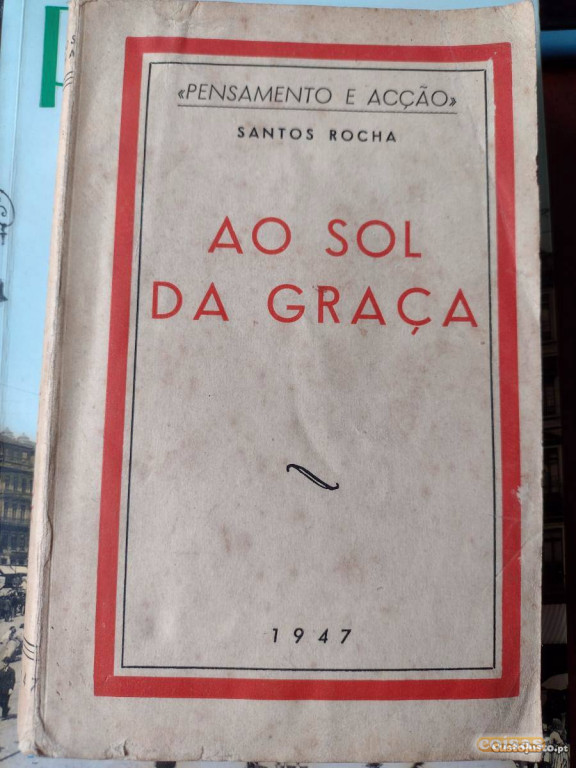 «PENSAMENTO E ACÇÃO»
SANTOS ROCHA
AO SOL
DA GRAÇA
1947
CustoJusto.pt